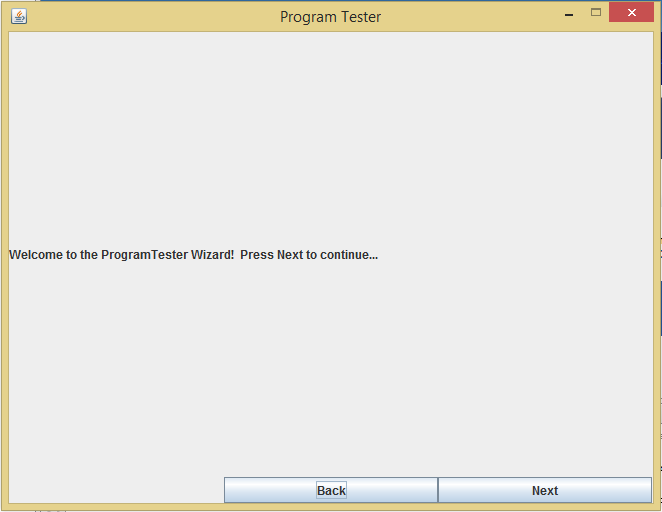 Program Tester
Welcome to the ProgramTester Wizard!  Press Next to continue...
Back
Next